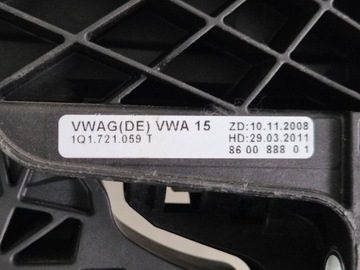 VWAG(DE) VWA 15 ZD:10.11.2008
1Q1.721.059 T HD:29.03.2011
86 00 888 0 1